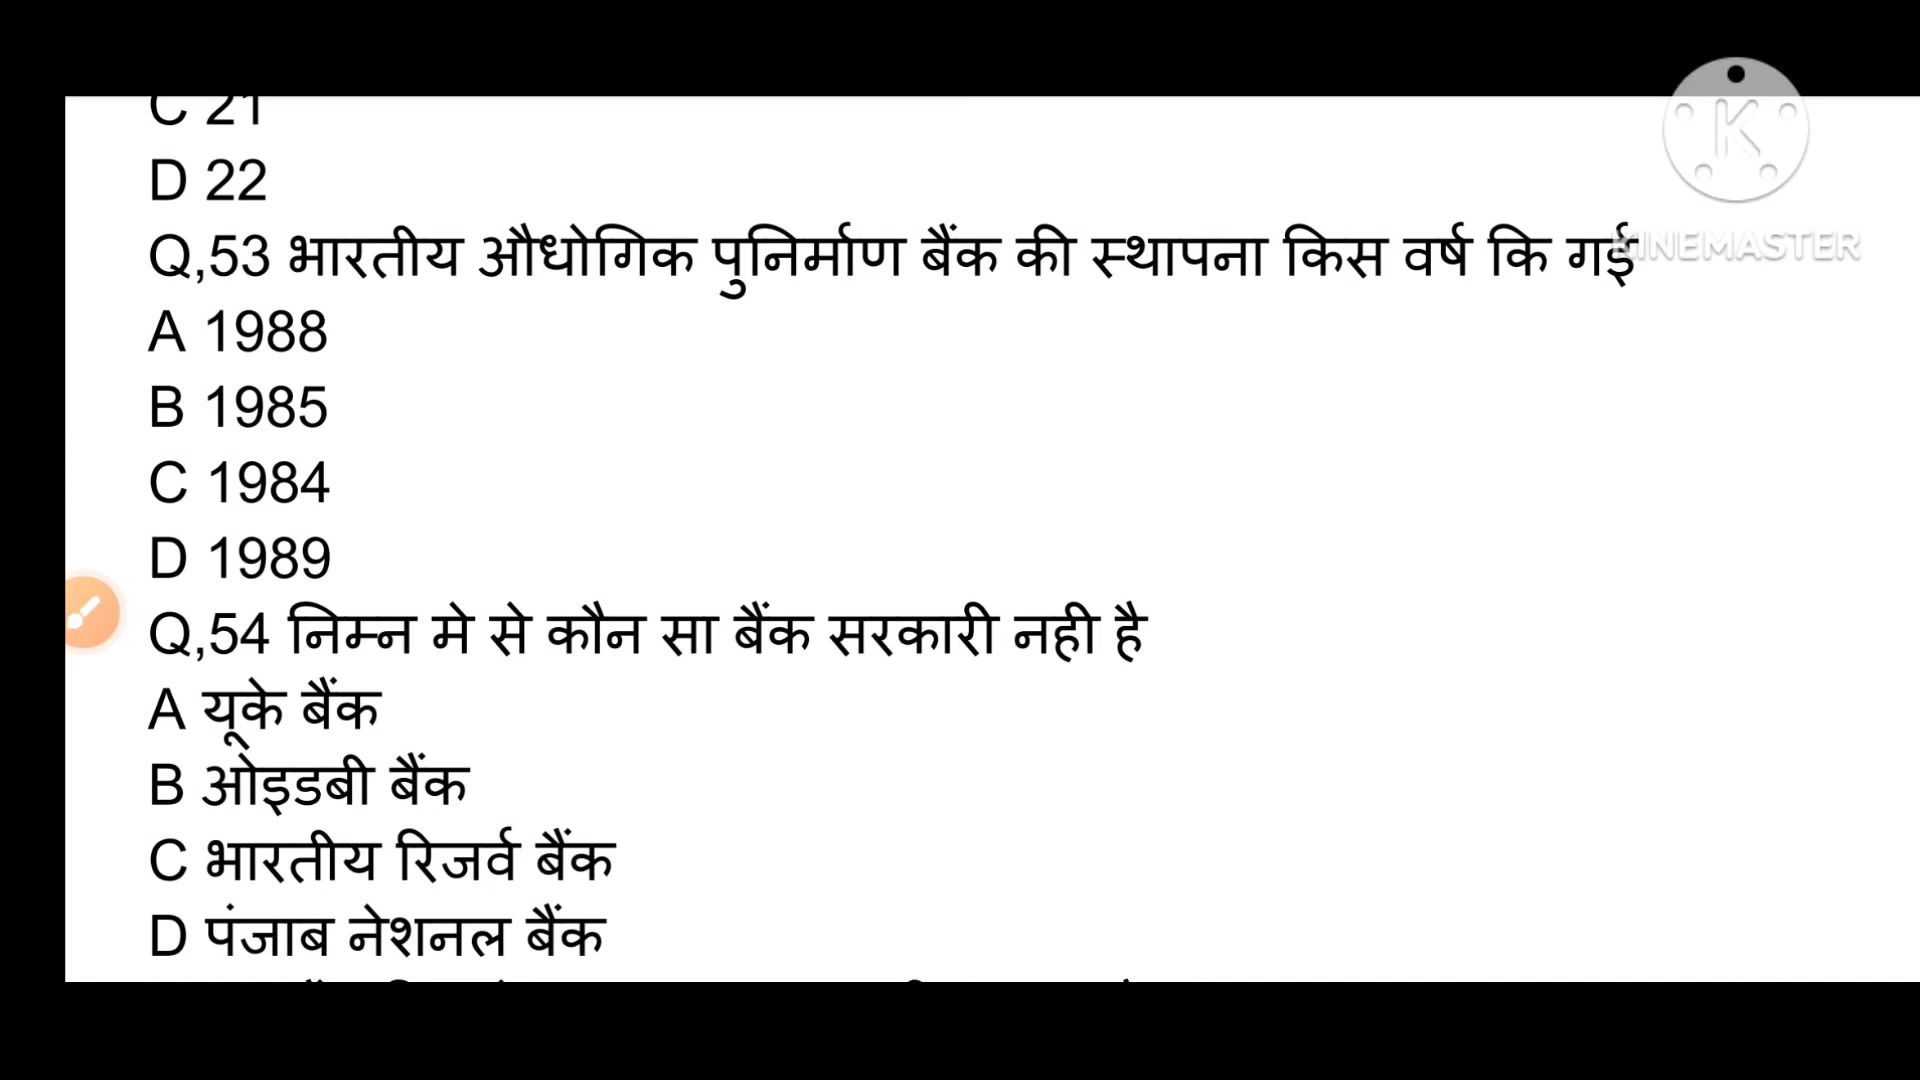 C 21
D 22
Q,53 भारतीय औधोगिक पुनिर्माण बैंक की स्थापना किस वर्ष कि गई
KINEMASTER
A 1988
B 1985
C 1984
D 1989
Q,54 निम्न मे से कौन सा बैंक सरकारी नही है
A यूके बैंक
B ओइडबी बैंक
C भारतीय रिजर्व बैंक
D पंजाब नेशनल बैंक